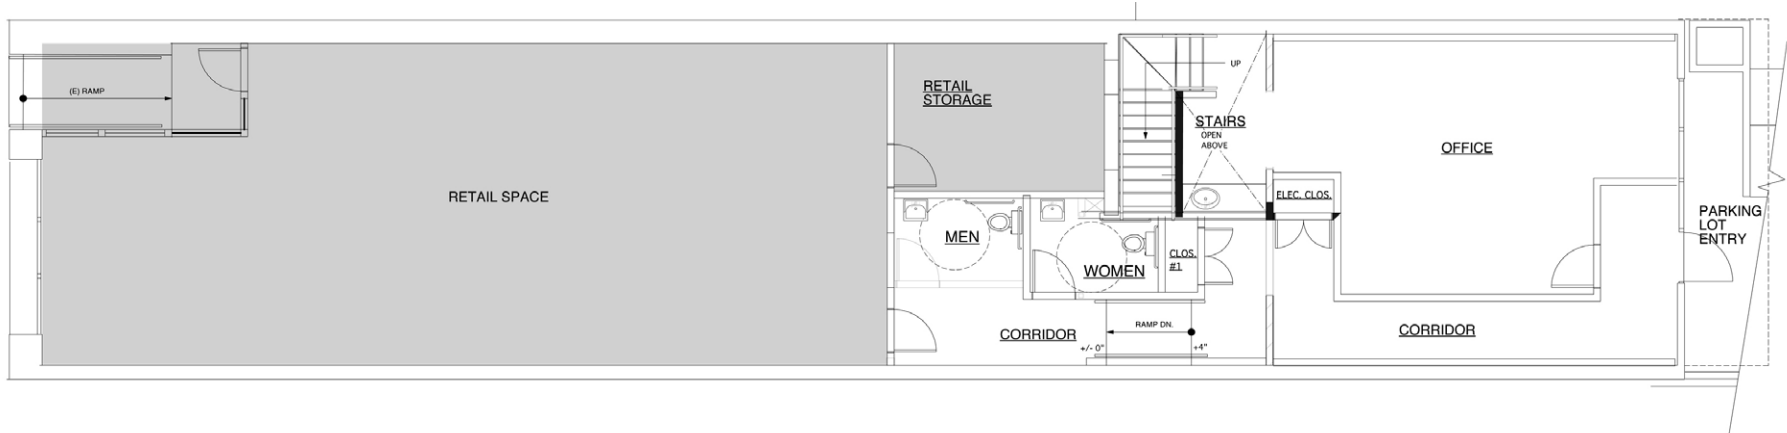 (E) RAMP
RETAIL SPACE
RETAIL
STORAGE
UP
STAIRS
OPEN
ABOVE
OFFICE
ELEC. CLOS.
MEN
WOMEN
CLOS.
#1
PARKING
LOT
ENTRY
CORRIDOR
RAMP DN.
+/- 0"
+4"
CORRIDOR